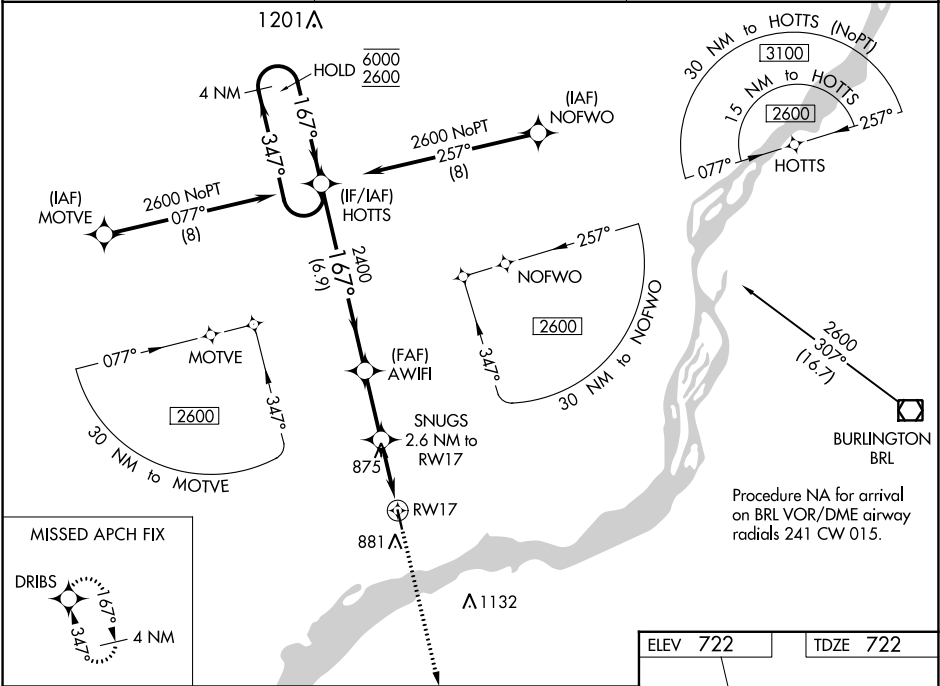 1201
HOLD
6000
2600
4 NM
167°
347°
(IAF)
NOFWO
2600 NoPT
257°
(8)
(IAF)
MOTVE
2600 NoPT
077°
(8)
(IF/IAF)
HOTTS
30 NM to HOTTS (NoPT)
3100
15 NM to HOTTS
2600
077°
257°
HOTTS
2400
167°
(6.9)
257°
NOFWO
2600
347°
30 NM to NOFWO
077°
MOTVE
2600
347°
30 NM to MOTVE
(FAF)
AWIFI
SNUGS
2.6 NM to
RW17
875
RW17
881
1132
2600
307°
(16.7)
BURLINGTON
BRL
Procedure NA for arrival
on BRL VOR/DME airway
radials 241 CW 015.
MISSED APCH FIX
DRIBS
167°
347°
4 NM
ELEV 722
TDZE 722